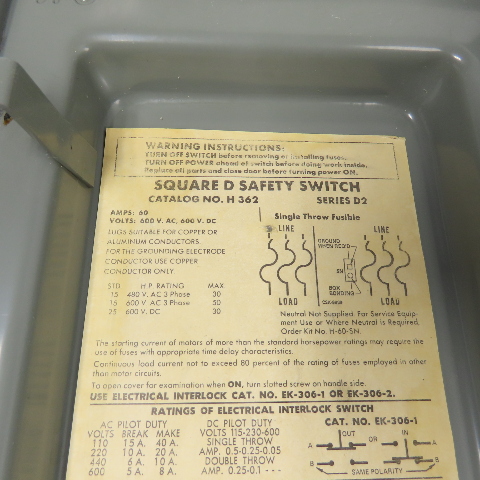 WARNING INSTRUCTIONS:
TURN OFF SWITCH before removing or installing fuses.
TURN OFF POWER ahead of switch before doing work inside.
Replace all parts and close door before turning power ON.
SQUARE D SAFETY SWITCH
CATALOG NO. H 362 SERIES D2
AMPS: 60
VOLTS: 600 V. AC, 600 V. DC
LUGS SUITABLE FOR COPPER OR
ALUMINUM CONDUCTORS
FOR THE GROUNDING ELECTRODE
CONDUCTOR USE COPPER
CONDUCTOR ONLY
STD H.P. RATING MAX
15 480 V. AC 3 Phase 30
15 600 V. AC 3 Phase 50
25 600 V. DC 30
Single Throw Fusible
LINE LINE
GROUND
WHEN REQ'D
SN
BOX
BONDING
LOAD LOAD
Neutral Not Supplied. For Service Equip-
ment Use or Where Neutral is Required.
Order Kit No. H-60-SN.
The starting current of motors of more than the standard horsepower ratings may require the
use of fuses with appropriate time delay characteristics.
Continuous load current not to exceed 80 percent of the rating of fuses employed in other
than motor circuits.
To open cover for examination when ON, turn slotted screw on handle side.
USE ELECTRICAL INTERLOCK CAT. NO. EK-306-1 OR EK-306-2.
RATINGS OF ELECTRICAL INTERLOCK SWITCH
AC PILOT DUTY DC PILOT DUTY CAT. NO. EK-306-1
VOLTS BREAK MAKE VOLTS 115-230-600
110 15 A. 40 A. SINGLE THROW
220 10 A. 20 A. AMP. 0.5-0.25-0.05
440 6 A. 10 A. DOUBLE THROW
600 5 A. 8 A. AMP. 0.25-0.1 - - -
OUT OR IN
A A
B B
SAME POLARITY